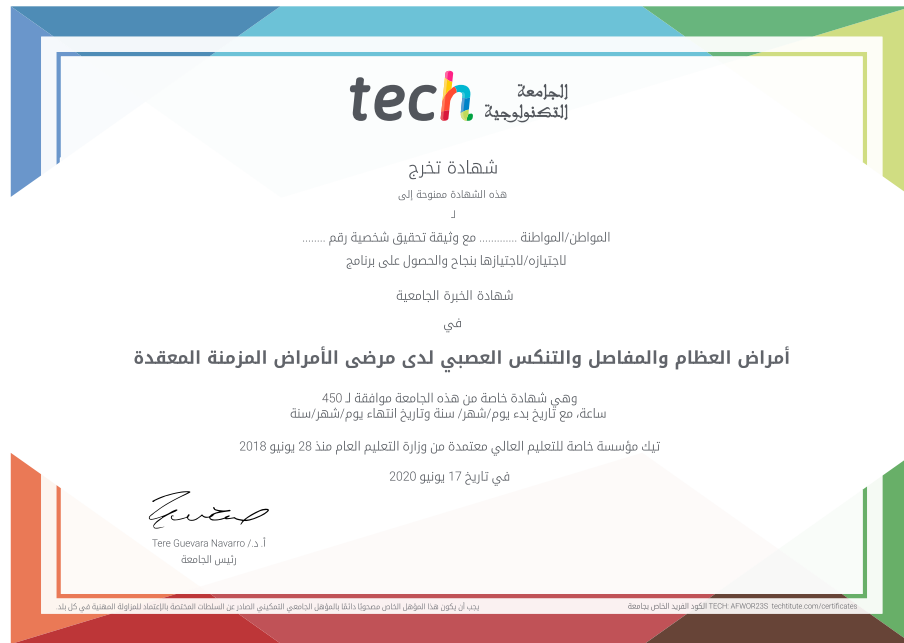 tech الجامعة
التكنولوجية
شهادة تخرج
هذه الشهادة ممنوحة إلى
لـ
المواطن/المواطنة ............. مع وثيقة تحقيق شخصية رقم ........
لاجتيازه/لاجتيازها بنجاح والحصول على برنامج
شهادة الخبرة الجامعية
في
أمراض العظام والمفاصل والتنكس العصبي لدى مرضى الأمراض المزمنة المعقدة
وهي شهادة خاصة من هذه الجامعة موافقة لـ 450
ساعة، مع تاريخ بدء يوم/شهر/ سنة وتاريخ انتهاء يوم/شهر/سنة
تيك مؤسسة خاصة للتعليم العالي معتمدة من وزارة التعليم العام منذ 28 يونيو 2018
في تاريخ 17 يونيو 2020
أ. د./ Tere Guevara Navarro
رئيس الجامعة
يجب أن يكون هذا المؤهل الخاص مصحوبًا دائمًا بالمؤهل الجامعي التمكيني الصادر عن السلطات المختصة بالإعتماد للمزاولة المهنية في كل بلد.
الكود الفريد الخاص بجامعة TECH: AFWOR23S techtitute.com/certificates